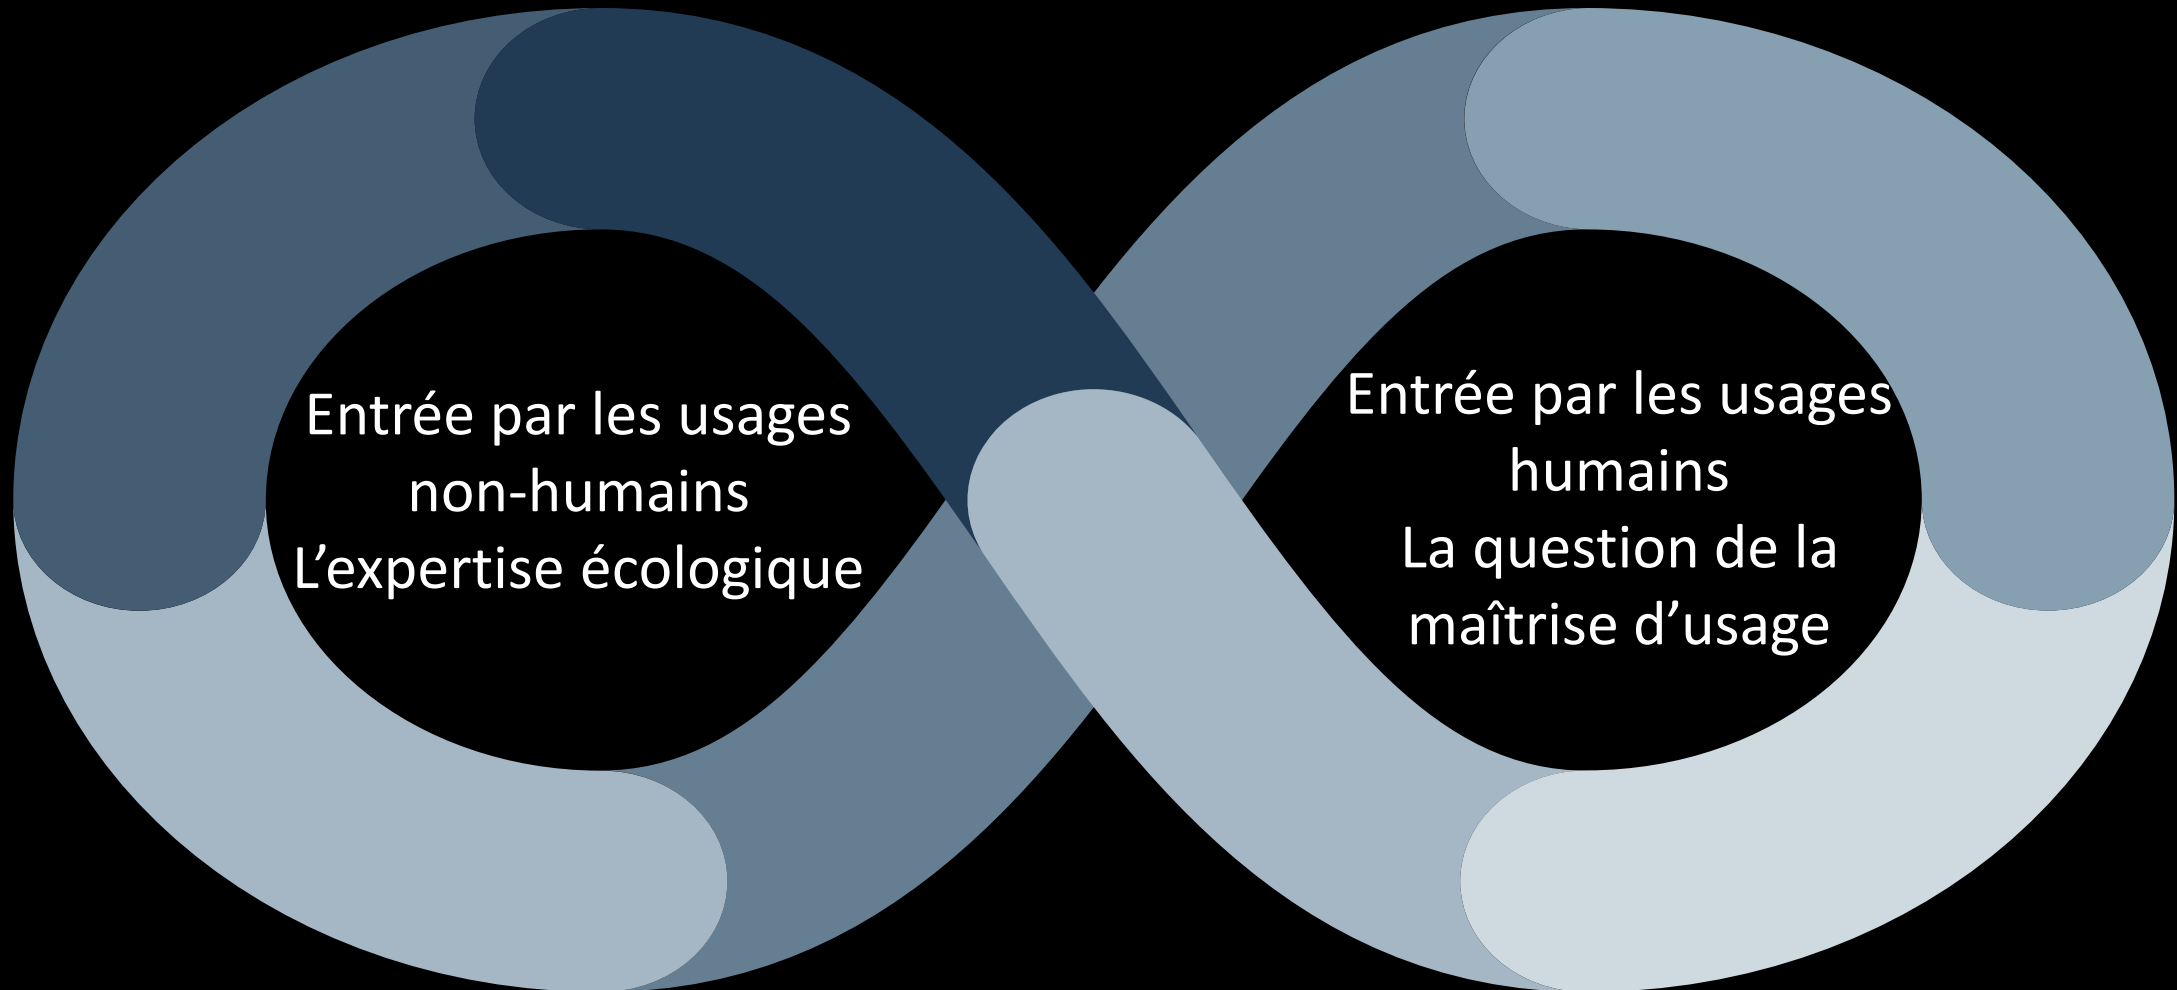 Entrée par les usages
non-humains
L’expertise écologique
Entrée par les usages
humains
La question de la
maîtrise d’usage